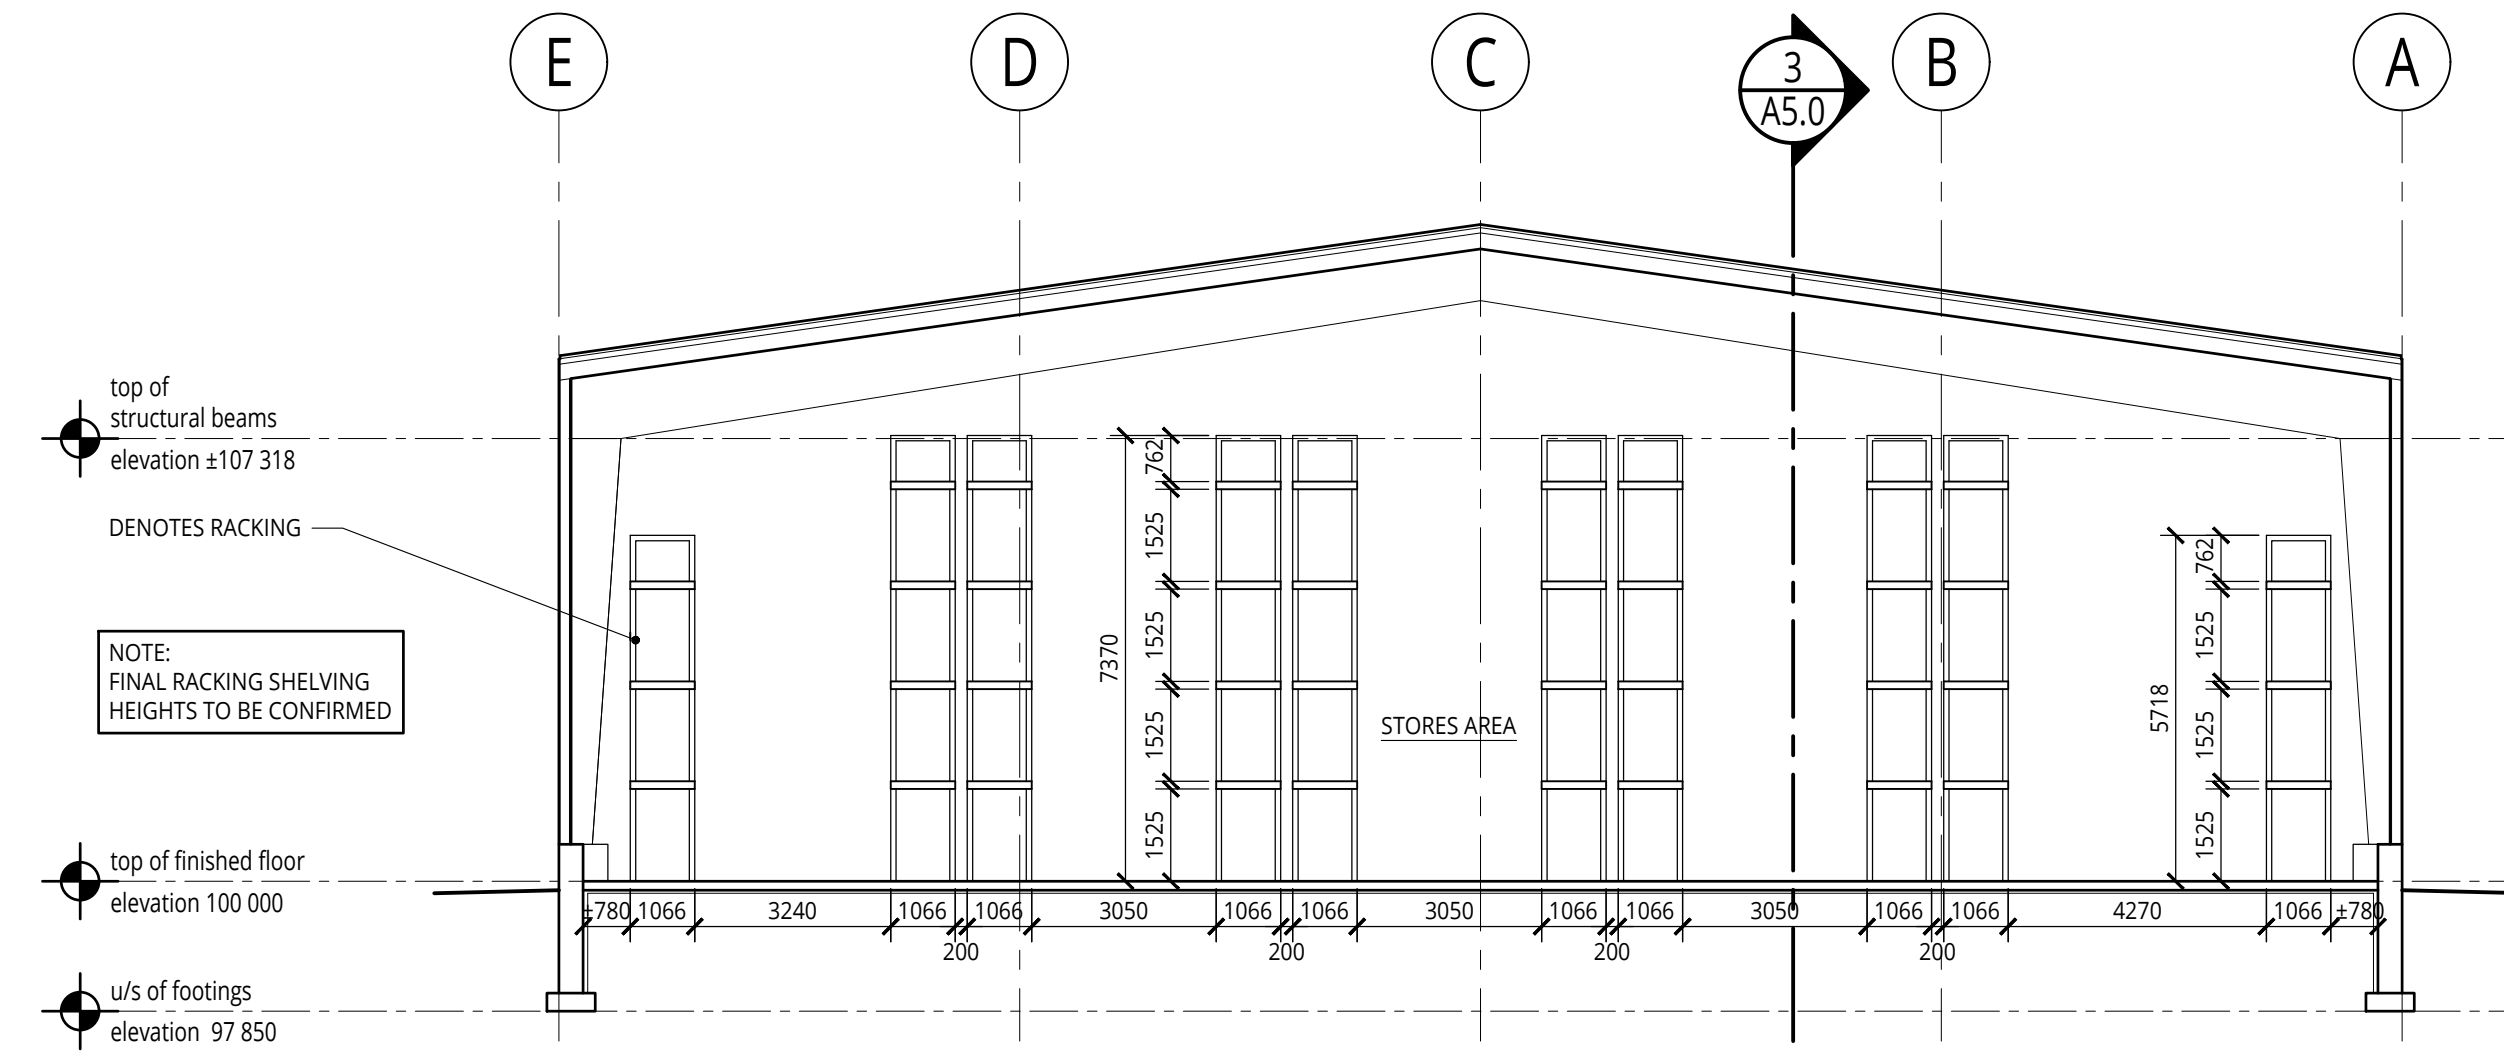 E
D
C
3
A5.0
B
A
top of
structural beams
elevation ±107 318
DENOTES RACKING
NOTE:
FINAL RACKING SHELVING
HEIGHTS TO BE CONFIRMED
762
1525
1525
1525
1525
7370
STORES AREA
762
1525
1525
1525
5718
top of finished floor
elevation 100 000
±780 1066 3240 1066 1066 3050 1066 1066 3050 1066 1066 3050 1066 1066 4270 1066 ±780
200 200 200 200
u/s of footings
elevation 97 850